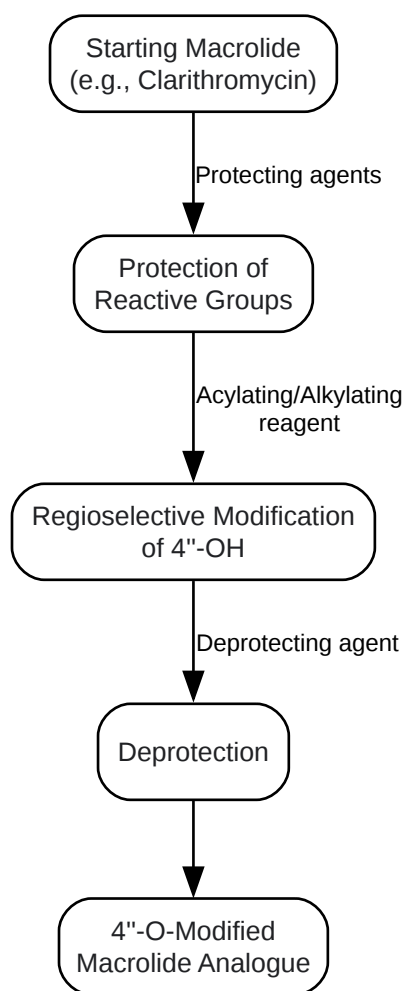 Starting Macrolide
(e.g., Clarithromycin)
Protecting agents
Protection of
Reactive Groups
Acylating/Alkylating
reagent
Regioselective Modification
of 4"-OH
Deprotecting agent
Deprotection
4"-O-Modified
Macrolide Analogue